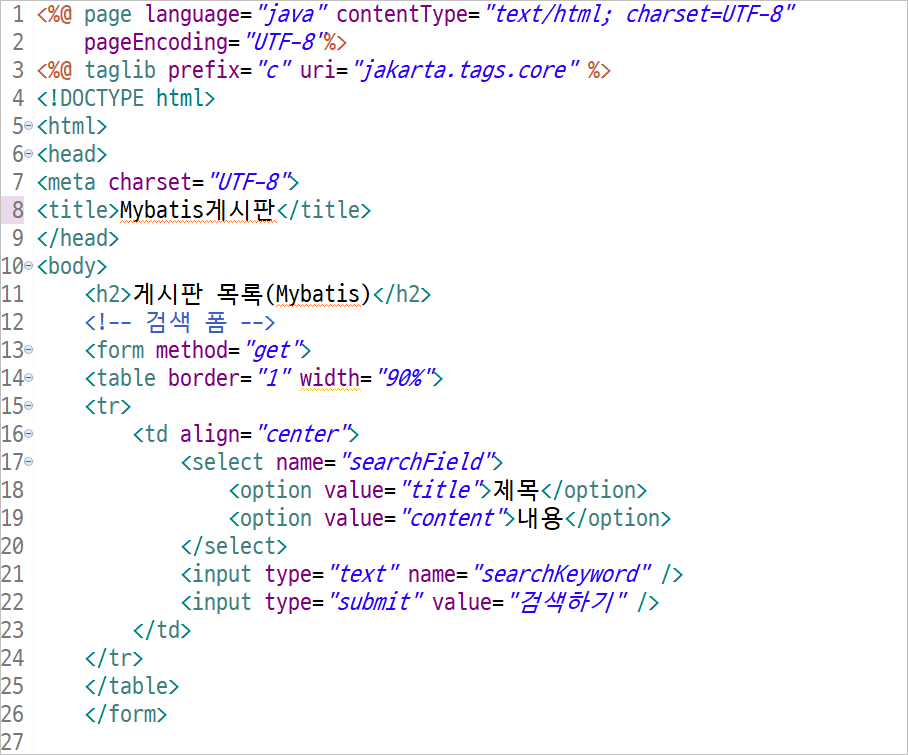 1 <%@ page language="java" contentType="text/html; charset=UTF-8"
2     pageEncoding="UTF-8"%>
3 <%@ taglib prefix="c" uri="jakarta.tags.core" %>
4 <!DOCTYPE html>
5 <html>
6 <head>
7 <meta charset="UTF-8">
8 <title>Mybatis게시판</title>
9 </head>
10 <body>
11     <h2>게시판 목록(Mybatis)</h2>
12     <!-- 검색 폼 -->
13     <form method="get">
14     <table border="1" width="90%">
15     <tr>
16         <td align="center">
17             <select name="searchField">
18                 <option value="title">제목</option>
19                 <option value="content">내용</option>
20             </select>
21             <input type="text" name="searchKeyword" />
22             <input type="submit" value="검색하기" />
23         </td>
24     </tr>
25     </table>
26     </form>
27